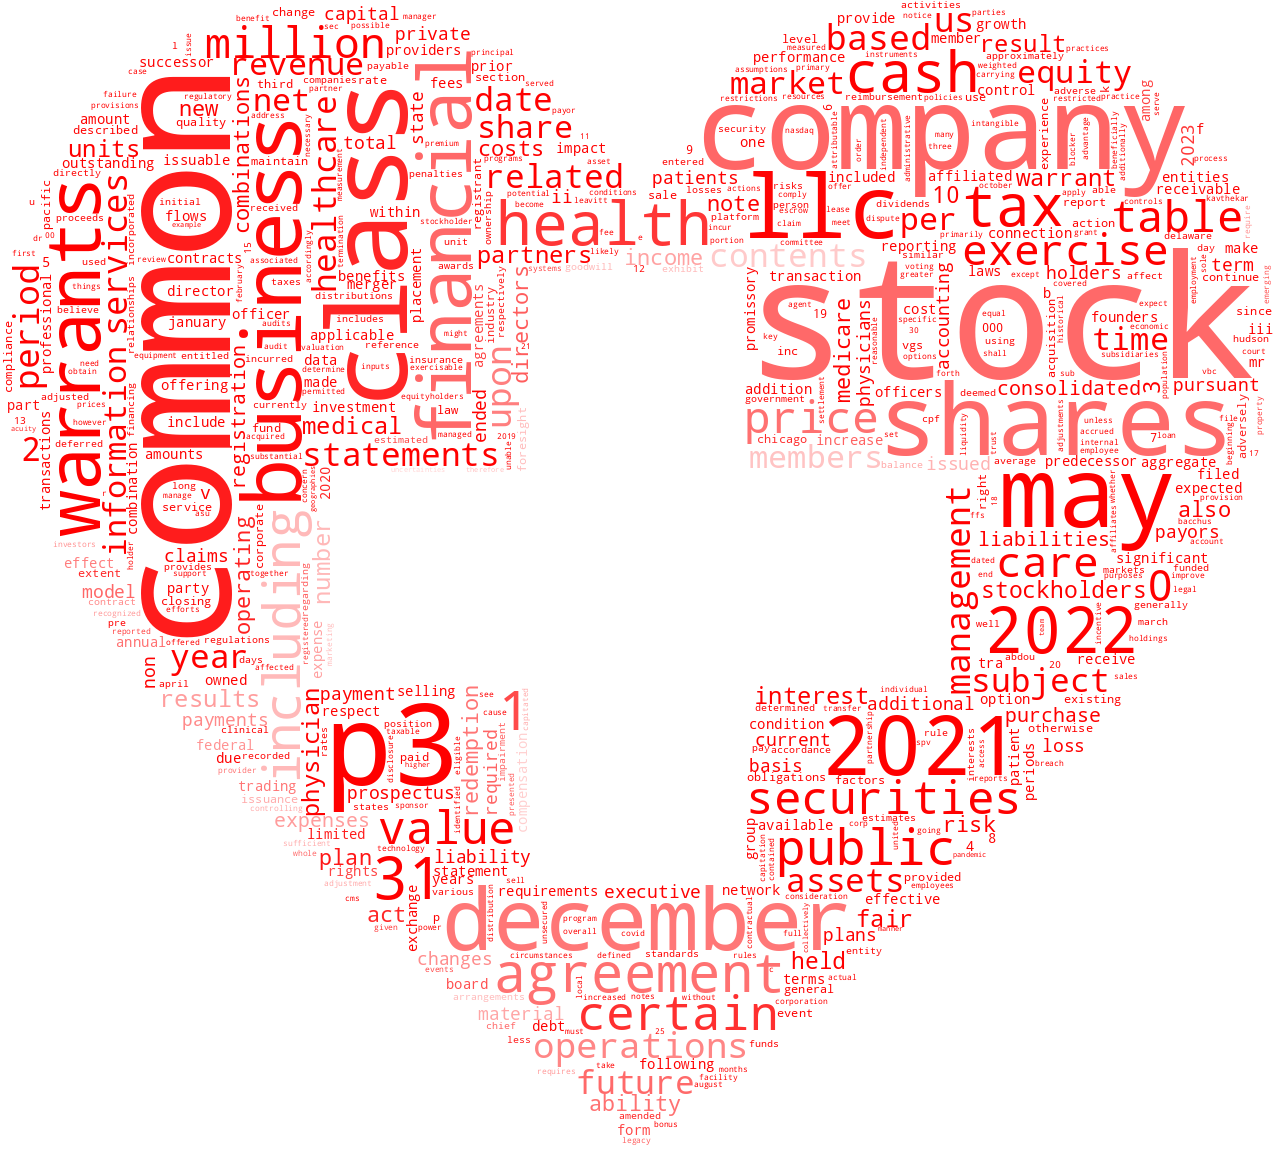 common
stock
company
class
business
financial
llc
warrants
shares
may
health
cash
p3
december
2021
2022
million
revenue
net
healthcare
capital
private
providers
successor
change
benefit
manager
possible
issue
case
failure
provisions
regulatory
new
quality
amount
described
units
outstanding
issuable
directly
pacific
proceeds
initial
flows
example
combinations
third
companies
rate
payable
partner
address
maintain
received
total
state
fees
prior
section
principal
served
payor
premium
penalties
programs
date
share
costs
impact
related
registrant
ownership
partners
within
stockholder
unit
awards
benefits
merger
distributions
placement
includes
applicable
might
agreements
industry
respectively
directors
upon
reference
data
determine
made
permitted
valuation
inputs
insurance
exercisable
equityholders
investment
law
medical
estimated
managed
ended
2019
unable
foresight
statements
period
information services
compliance
professional
believe
used
things
first
review
contracts
director
january
officer
taxes
associated
february
audits
audit
equipment
entitled
incurred
offering
currently
include
fund
acquired
substantial
registration
financing
combination
transactions
adjusted
prices
however
need
obtain
part
13
acuity
2
deferred
amounts
long
manage
service
asu
v
holder
claims
provides
support
party
closing
efforts
effect
extent
model
contract
recognized
pre
reported
annual
offered
regulations
investors
operating
corporate
together
including
number
2020
concern
geographies
registered
regarding
expense
marketing
year
days
affected
non
april
owned
results
payments
clinical
federal
due
recorded
provider
trading
issuance
controlling
expenses
sufficient
whole
limited
physician
payment
selling
respect
rates
position
taxable
disclosure
paid
higher
prospectus
states
sponsor
value
technology
plan
rights
adjustment
cms
31
liability
statement
years
various
sell
act
given
power
exchange
p
redemption
required
see
cause
1
capitated
compensation
impairment
presented
eligible
identified
based
us
activities
notice
parties
provide
member
growth
level
measured
instruments
performance
approximately
result
practices
assumptions
primary
weighted
carrying
market
equity
control
adverse
restrictions
resources
reimbursement
policies
use
restricted
practice
among
serve
security
one
nasdaq
attributable
order
independent
administrative
many
three
intangible
experience
blocker
advantage
beneficially
additionally
2023
f
process
9
entered
patients
asset
conditions
potential
become
leavitt
ii
sale
losses
actions
risks
comply
offer
included
affiliated
10
october
warrant
apply
able
entities
receivable
note
platform
person
escrow
lease
dividends
per
tax
report
controls
kavthekar
table
fee
incur
portion
claim
meet
dispute
primarily
connection
grant
action
delaware
require
likely
systems
goodwill
12
income
exhibit
contents
committee
reporting
similar
exercise
voting
greater
laws
except
holders
covered
affect
employment
day
sole
make
term
continue
emerging
transaction
agent
19
key
inc
promissory
medicare
physicians
reasonable
cost
specific
30
options
vgs
accounting
equal
000
using
shall
forth
acquisition
b
historical
founders
expect
economic
time
subsidiaries
since
iii
hudson
court
mr
vbc
addition
government
settlement
officers
deemed
consolidated
sub
population
3
pursuant
price
chicago
increase
set
cpf
liquidity
trust
adjustments
unless
accrued
internal
employee
7
loan
beginning
file
adversely
property
17
members
balance
issued
average
predecessor
aggregate
filed
expected
provision
right
18
ffs
affiliates
whether
also
bacchus
account
payors
management
liabilities
dated
end
care
markets
purposes
significant
funded
improve
legal
stockholders
0
generally
well
team
incentive
march
holdings
tra
abdou
20
receive
sales
subject
option
existing
interest
determined
transfer
individual
additional
purchase
otherwise
condition
current
pay
accordance
partnership
rule
spv
access
interests
reports
patient
loss
breach
periods
basis
obligations
factors
securities
group
available
corp
estimates
united
going
risk
8
capitation
contained
public
4
pandemic
assets
provided
employees
requirements
executive
network
consideration
effective
distribution
unsecured
program
overall
covid
contractual
full
collectively
fair
manner
plans
entity
circumstances
defined
standards
rules
held
changes
events
agreement
c
board
arrangements
local
increased
notes
without
terms
actual
general
corporation
event
material
chief
debt
must
certain
25
less
operations
funds
requires
take
following
months
future
facility
august
ability
amended
form
bonus
legacy